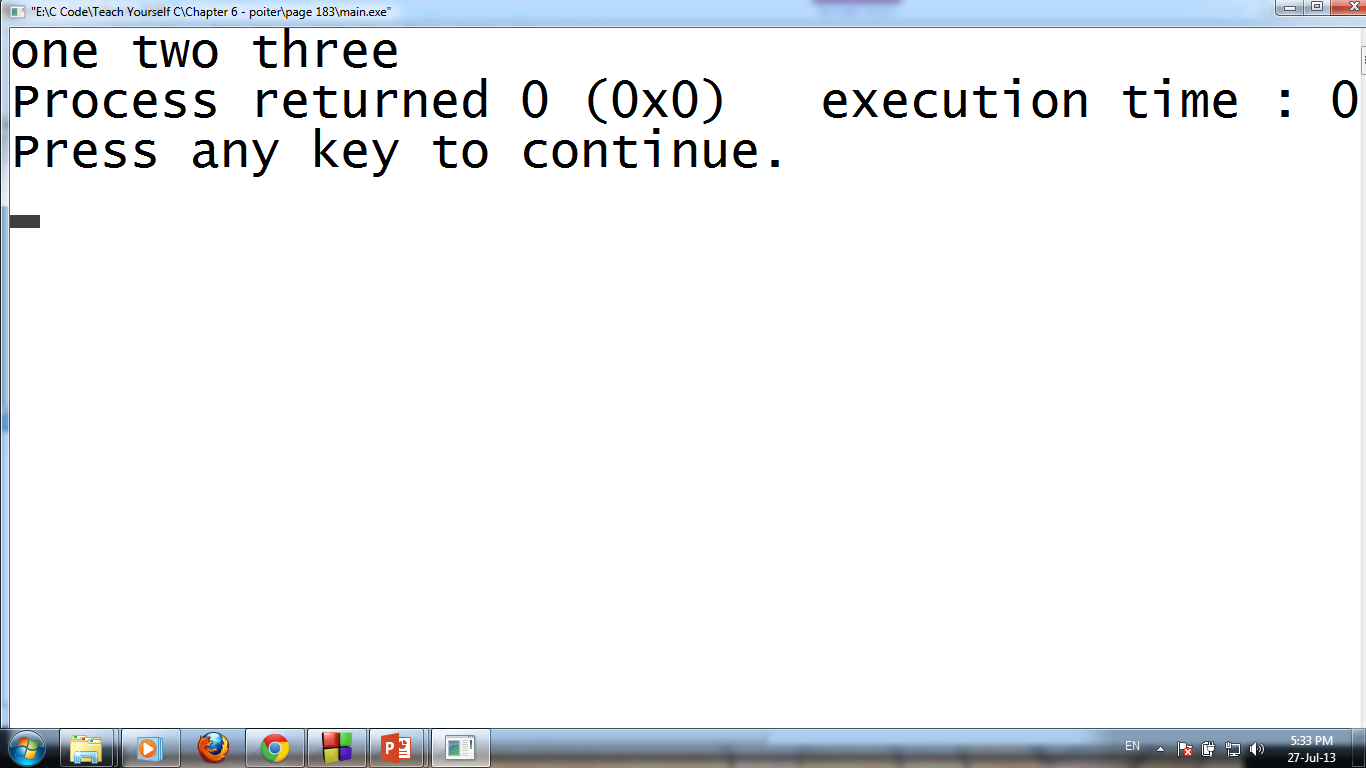 "E:\C Code\Teach Yourself C\Chapter 6 - poiter\page 183\main.exe"
one two three
Process returned 0 (0x0)   execution time : 0
Press any key to continue.
EN
5:33 PM
27-Jul-13